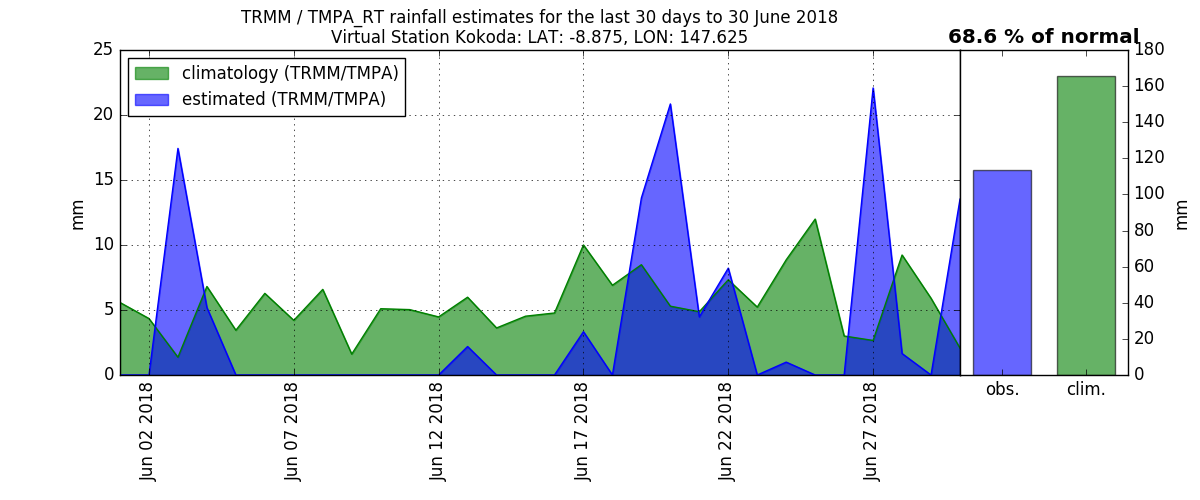 TRMM / TMPA_RT rainfall estimates for the last 30 days to 30 June 2018
Virtual Station Kokoda: LAT: -8.875, LON: 147.625
68.6 % of normal
climatology (TRMM/TMPA)
estimated (TRMM/TMPA)
25
20
15
10
5
0
mm
Jun 02 2018
Jun 07 2018
Jun 12 2018
Jun 17 2018
Jun 22 2018
Jun 27 2018
obs.
clim.
180
160
140
120
100
80
60
40
20
0
mm